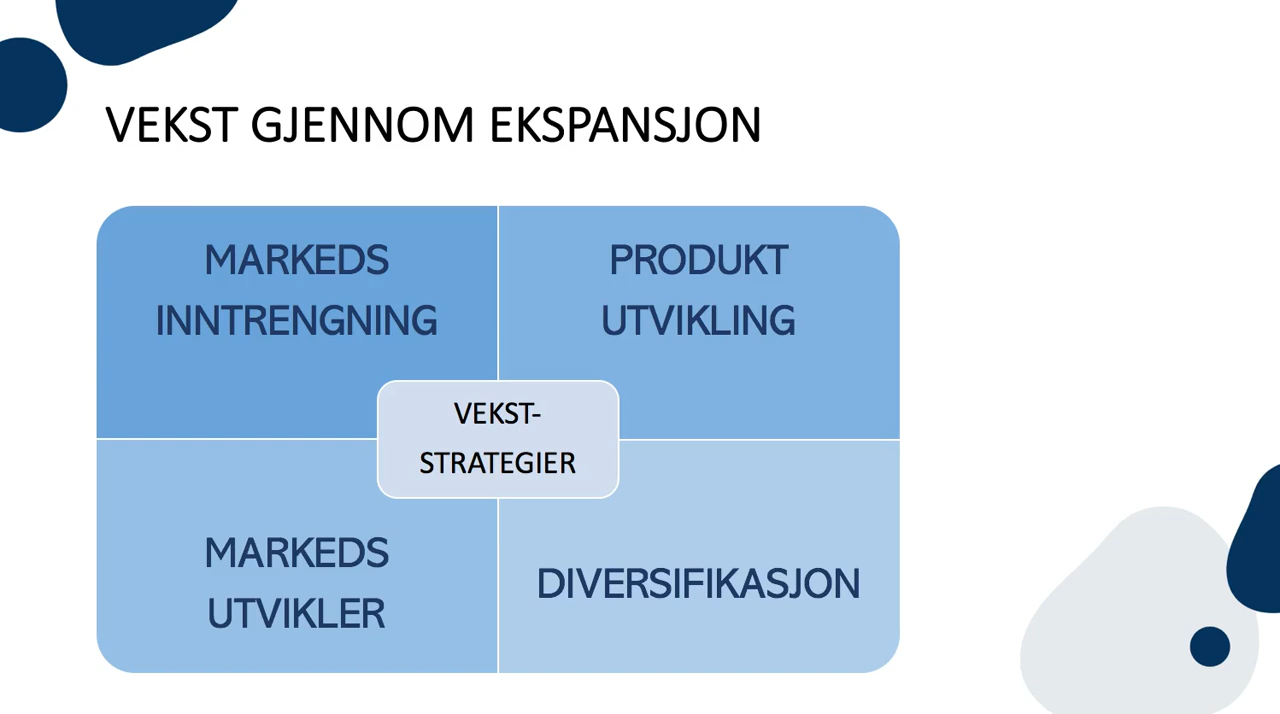 VEKST GJENNOM EKSPANSJON
MARKEDS
INNTRENGNING
PRODUKT
UTVIKLING
VEKST-
STRATEGIER
MARKEDS
UTVIKLER
DIVERSIFIKASJON